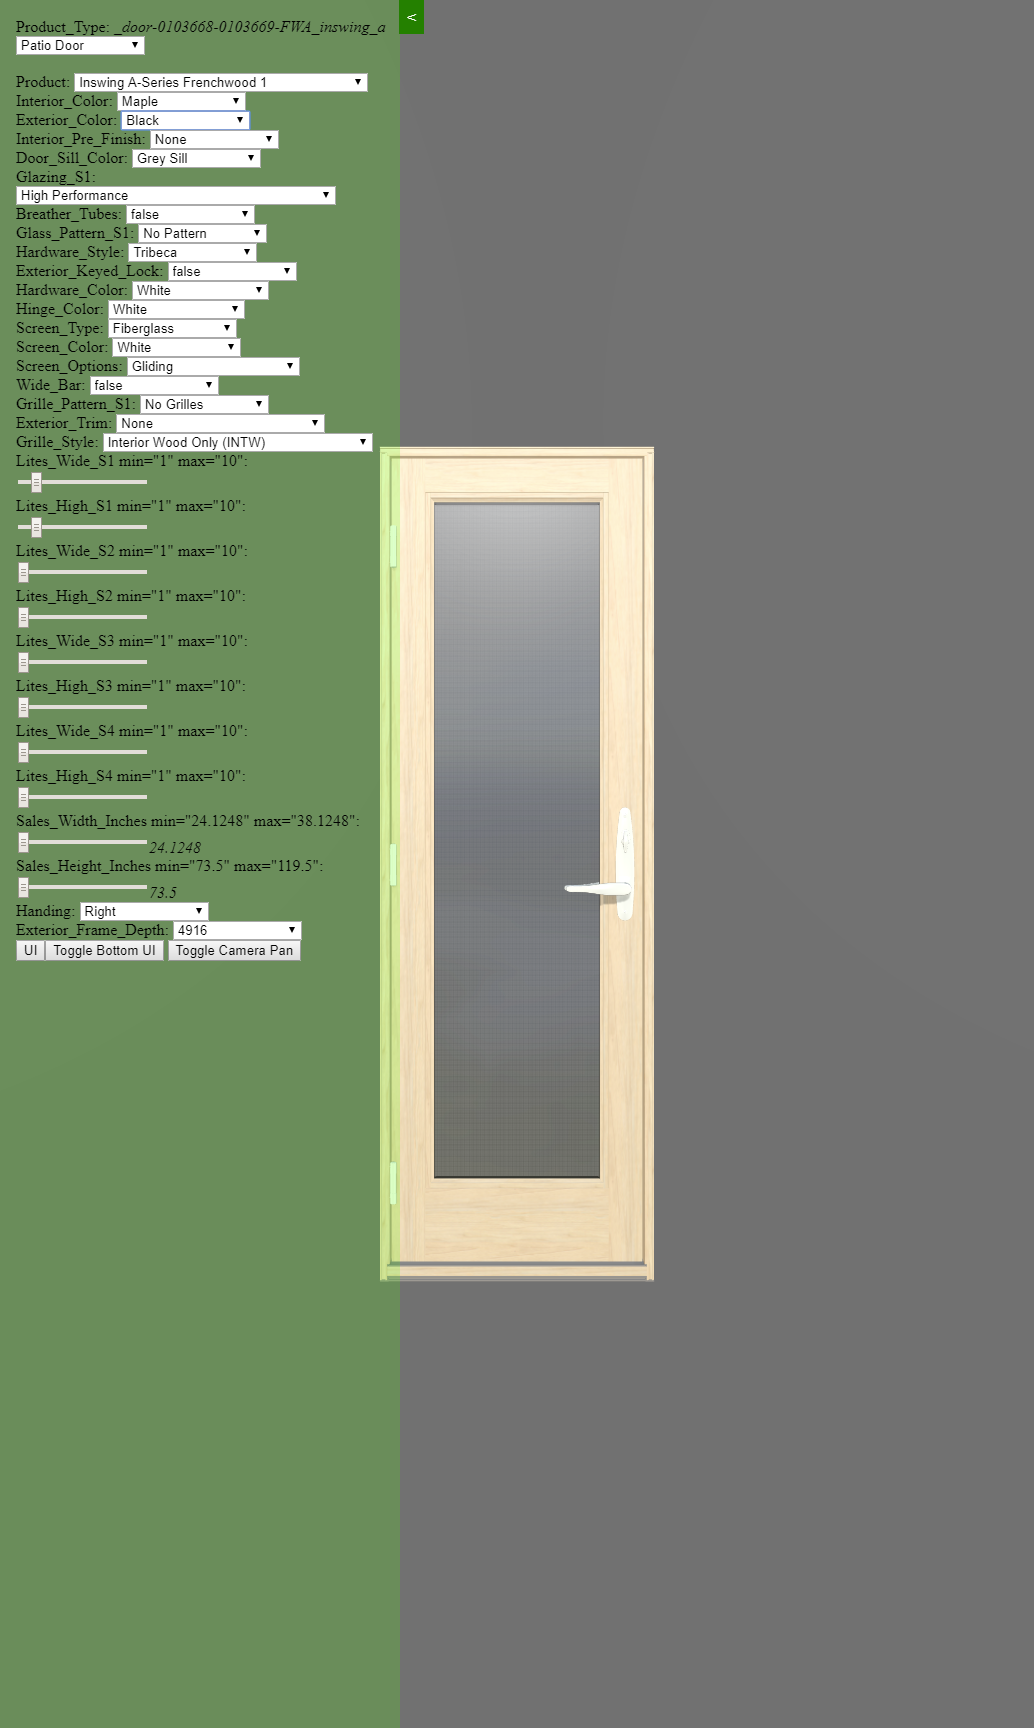 Product_Type: _door-0103668-0103669-FWA_inswing_a
Patio Door
Product: Inswing A-Series Frenchwood 1
Interior_Color: Maple
Exterior_Color: Black
Interior_Pre_Finish: None
Door_Sill_Color: Grey Sill
Glazing_S1:
High Performance
Breather_Tubes: false
Glass_Pattern_S1: No Pattern
Hardware_Style: Tribeca
Exterior_Keyed_Lock: false
Hardware_Color: White
Hinge_Color: White
Screen_Type: Fiberglass
Screen_Color: White
Screen_Options: Gliding
Wide_Bar: false
Grille_Pattern_S1: No Grilles
Exterior_Trim: None
Grille_Style: Interior Wood Only (INTW)
Lites_Wide_S1 min="1" max="10":
Lites_High_S1 min="1" max="10":
Lites_Wide_S2 min="1" max="10":
Lites_High_S2 min="1" max="10":
Lites_Wide_S3 min="1" max="10":
Lites_High_S3 min="1" max="10":
Lites_Wide_S4 min="1" max="10":
Lites_High_S4 min="1" max="10":
Sales_Width_Inches min="24.1248" max="38.1248":
24.1248
Sales_Height_Inches min="73.5" max="119.5":
73.5
Handing: Right
Exterior_Frame_Depth: 4916
UI Toggle Bottom UI Toggle Camera Pan